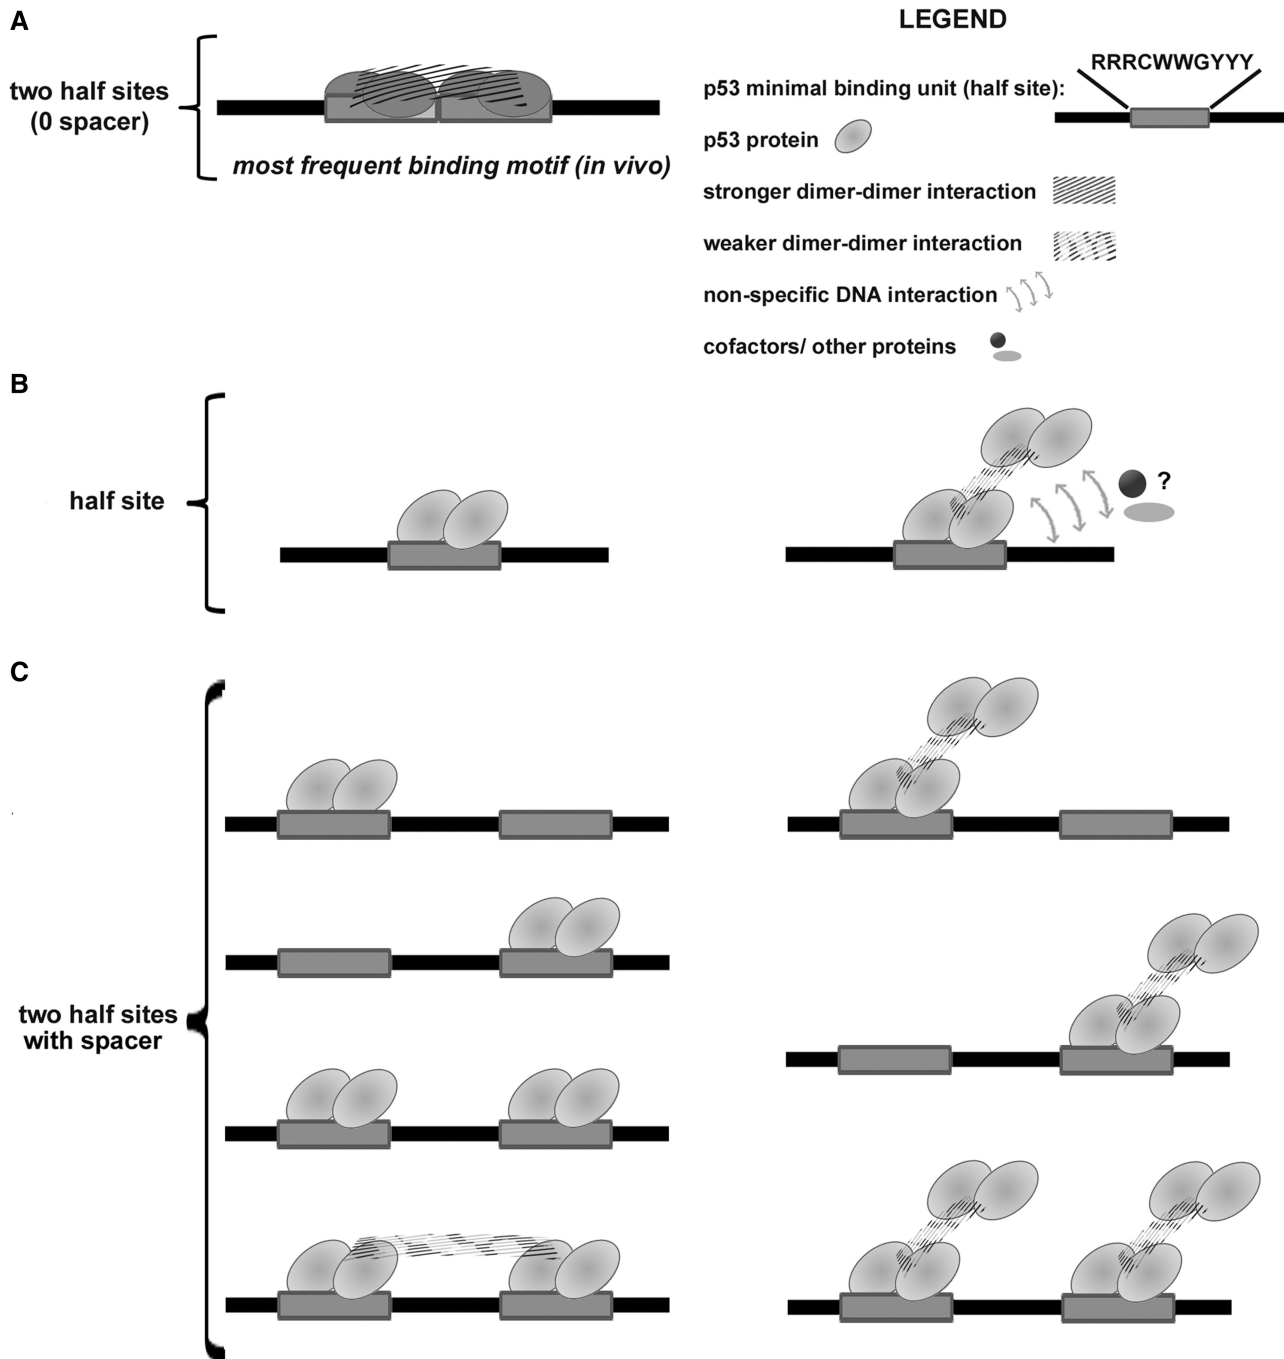 A
two half sites
(0 spacer)
most frequent binding motif (in vivo)
LEGEND
p53 minimal binding unit (half site):
RRRCWWGYYY
p53 protein
stronger dimer-dimer interaction
weaker dimer-dimer interaction
non-specific DNA interaction
cofactors/ other proteins
B
half site
?
C
two half sites
with spacer